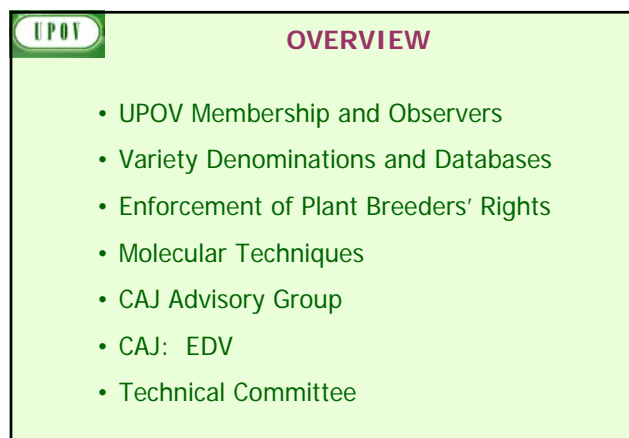 UPOV
OVERVIEW
• UPOV Membership and Observers
• Variety Denominations and Databases
• Enforcement of Plant Breeders' Rights
• Molecular Techniques
• CAJ Advisory Group
• CAJ: EDV
• Technical Committee